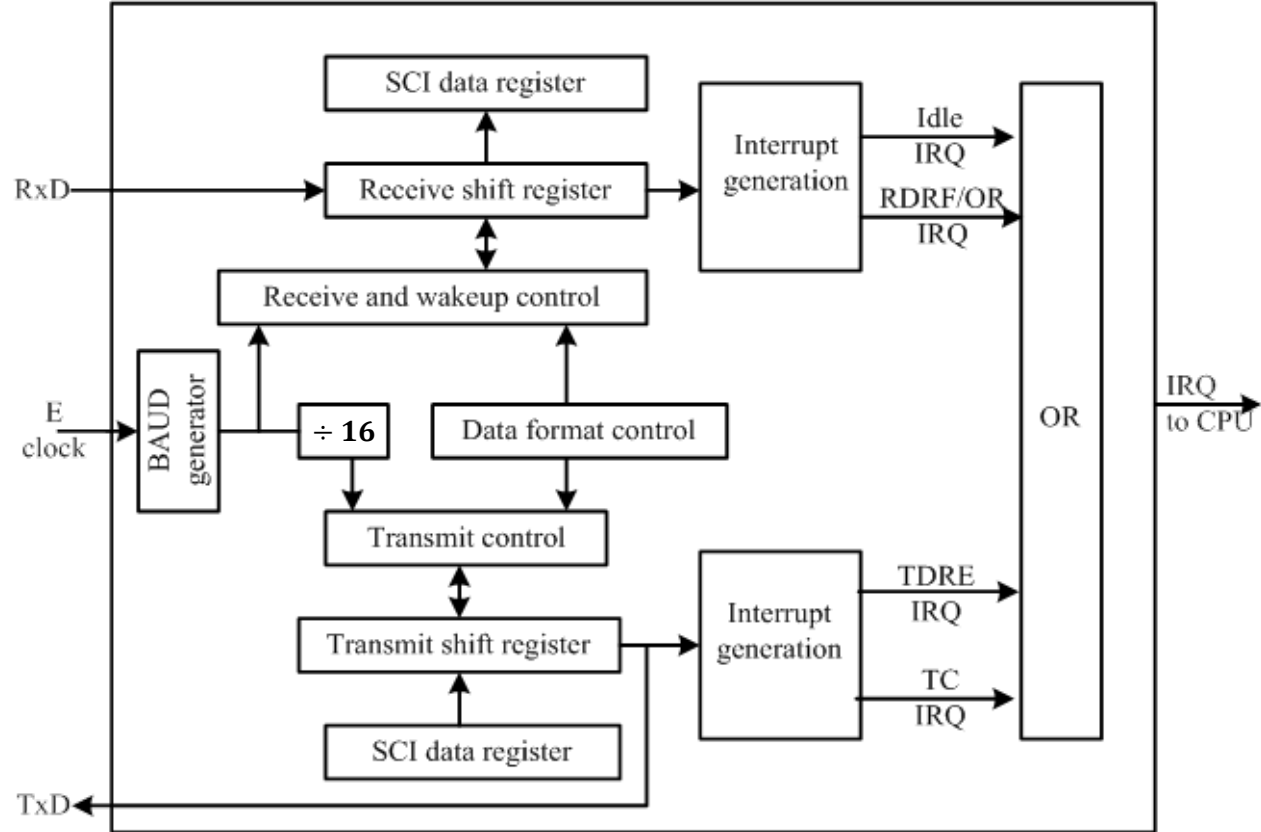 SCI data register
RxD
Receive shift register
Interrupt
generation
Idle
IRQ
RDRF/OR
IRQ
Receive and wakeup control
E
clock
BAUD
generator
÷ 16
Data format control
OR
IRQ
to CPU
Transmit control
Transmit shift register
Interrupt
generation
TDRE
IRQ
TC
IRQ
SCI data register
TxD